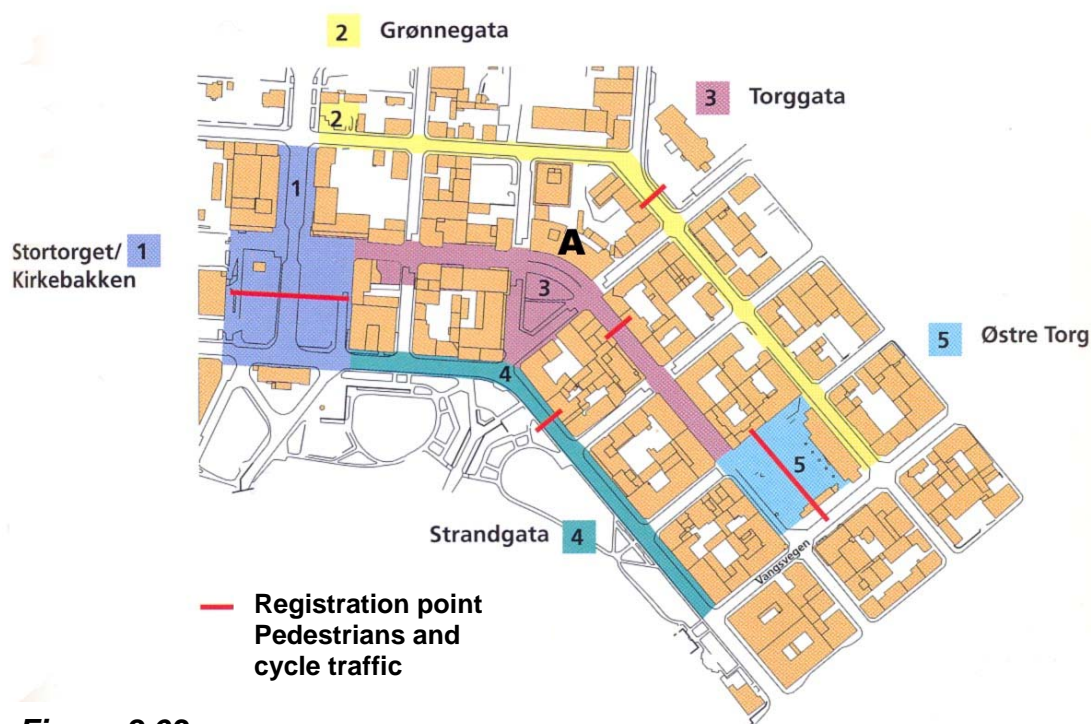 2 Grønnegata
3 Torggata
2
1
Stortorget/ 1
Kirkebakken
A
3
5 Østre Torg
4
5
Strandgata 4
Vangsvegen
Registration point
Pedestrians and
cycle traffic